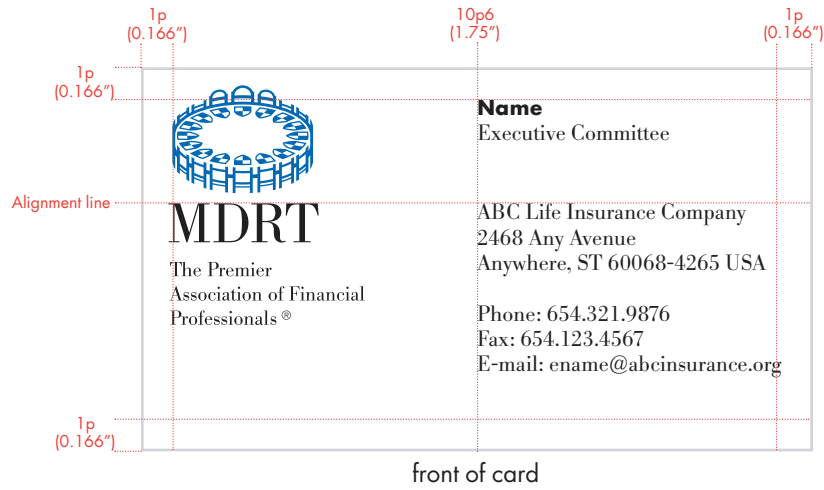 1p
(0.166”)
10p6
(1.75”)
1p
(0.166”)
1p
(0.166”)
Name
Executive Committee
Alignment line
MDRT
The Premier
Association of Financial
Professionals ®
ABC Life Insurance Company
2468 Any Avenue
Anywhere, ST 60068-4265 USA
Phone: 654.321.9876
Fax: 654.123.4567
E-mail: ename@abcinsurance.org
1p
(0.166”)
front of card